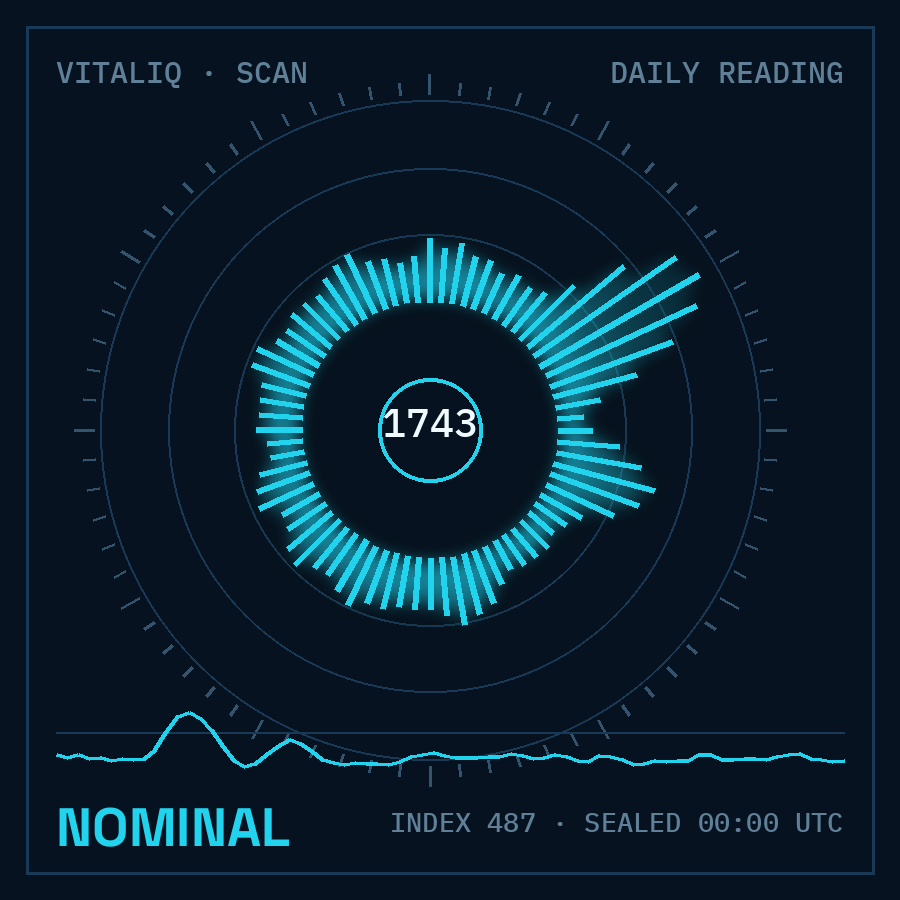 VITALIQ · SCAN
DAILY READING
1743
NOMINAL
INDEX 487 · SEALED 00:00 UTC